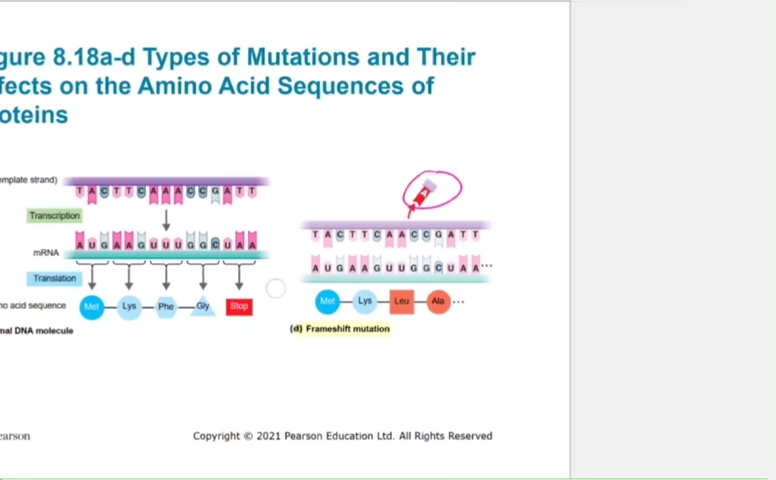 gure 8.18a-d Types of Mutations and Their
fects on the Amino Acid Sequences of
oteins
emplate strand)
T A C T T C A A A C C G A T T
Transcription
A U G A A G U U U G G C U A A
mRNA
Translation
no acid sequence
Met Lys Phe Gly Stop
mal DNA molecule
A
T A C T T C A A C C G A T T
A U G A A G U U G G C U A A...
Met Lys Leu Ala ...
(d) Frameshift mutation
earson
Copyright © 2021 Pearson Education Ltd. All Rights Reserved